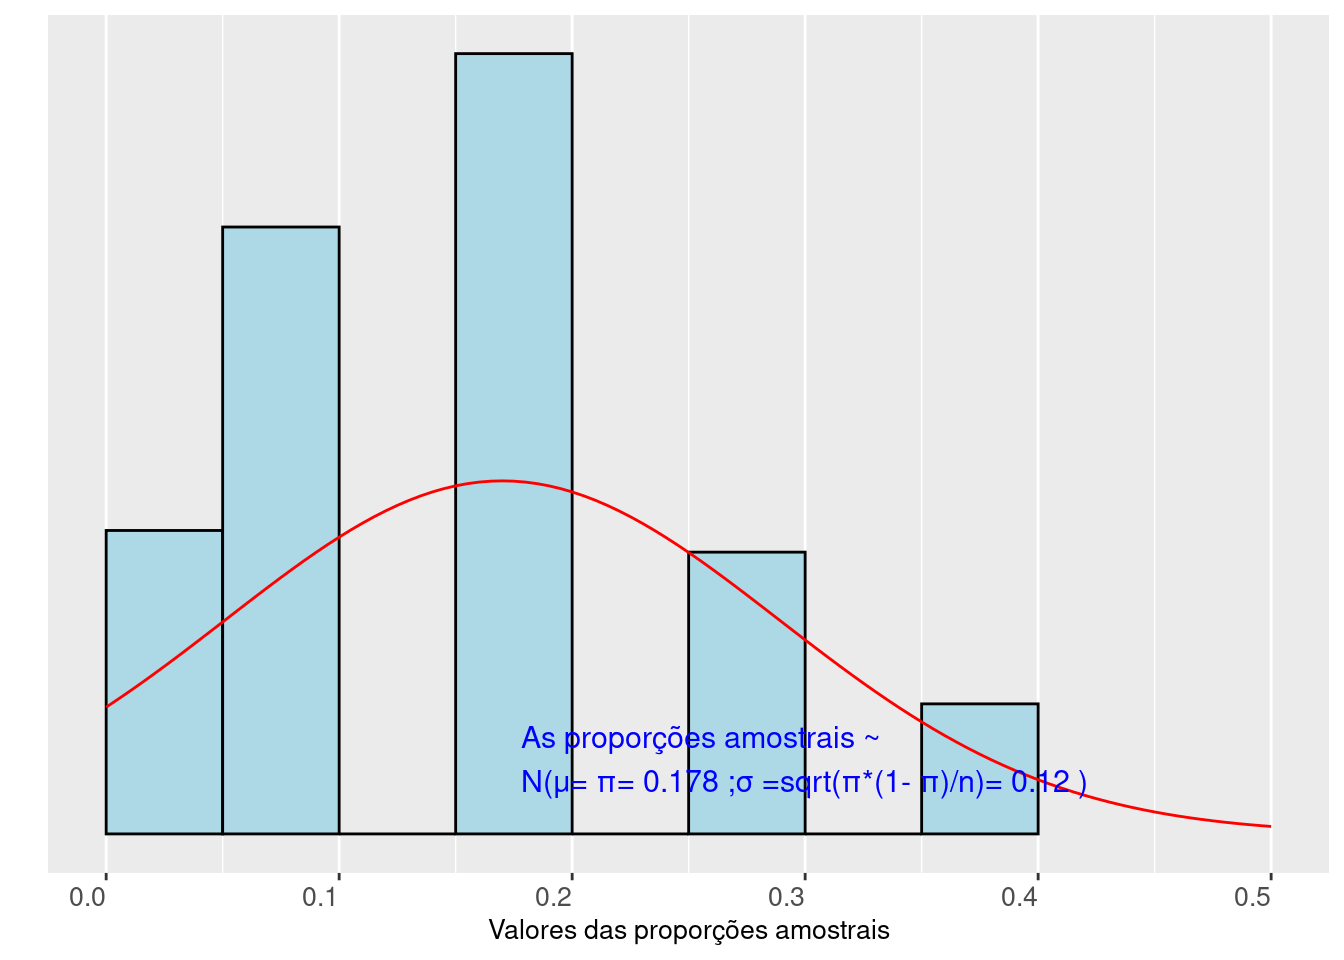 As proporções amostrais ~
N(μ= π= 0.178 ;σ =sqrt(π*(1- π)/n)= 0.12 )
0.0 0.1 0.2 0.3 0.4 0.5
Valores das proporções amostrais